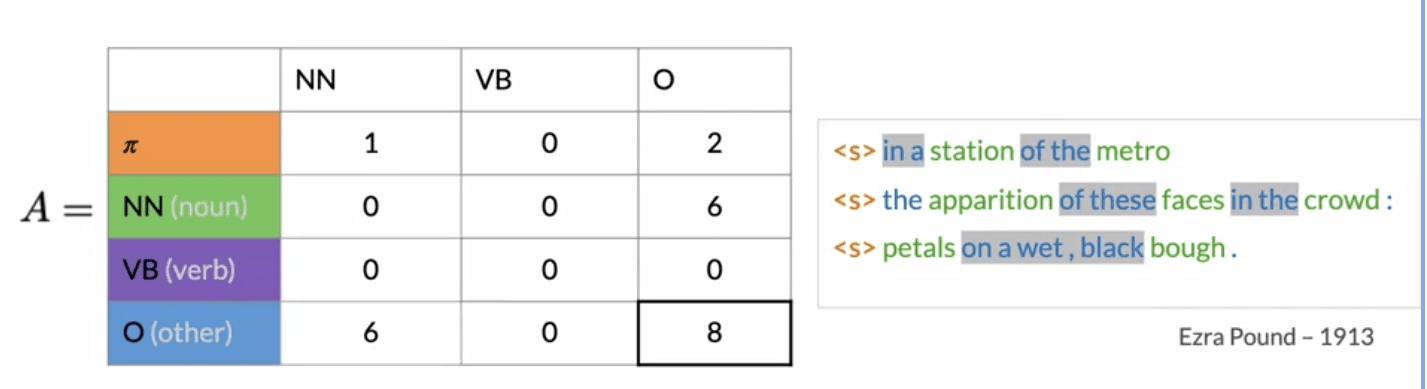 A =
NN VB O
π 1 0 2
NN (noun) 0 0 6
VB (verb) 0 0 0
O (other) 6 0 8
<s> in a station of the metro
<s> the apparition of these faces in the crowd :
<s> petals on a wet , black bough .
Ezra Pound – 1913